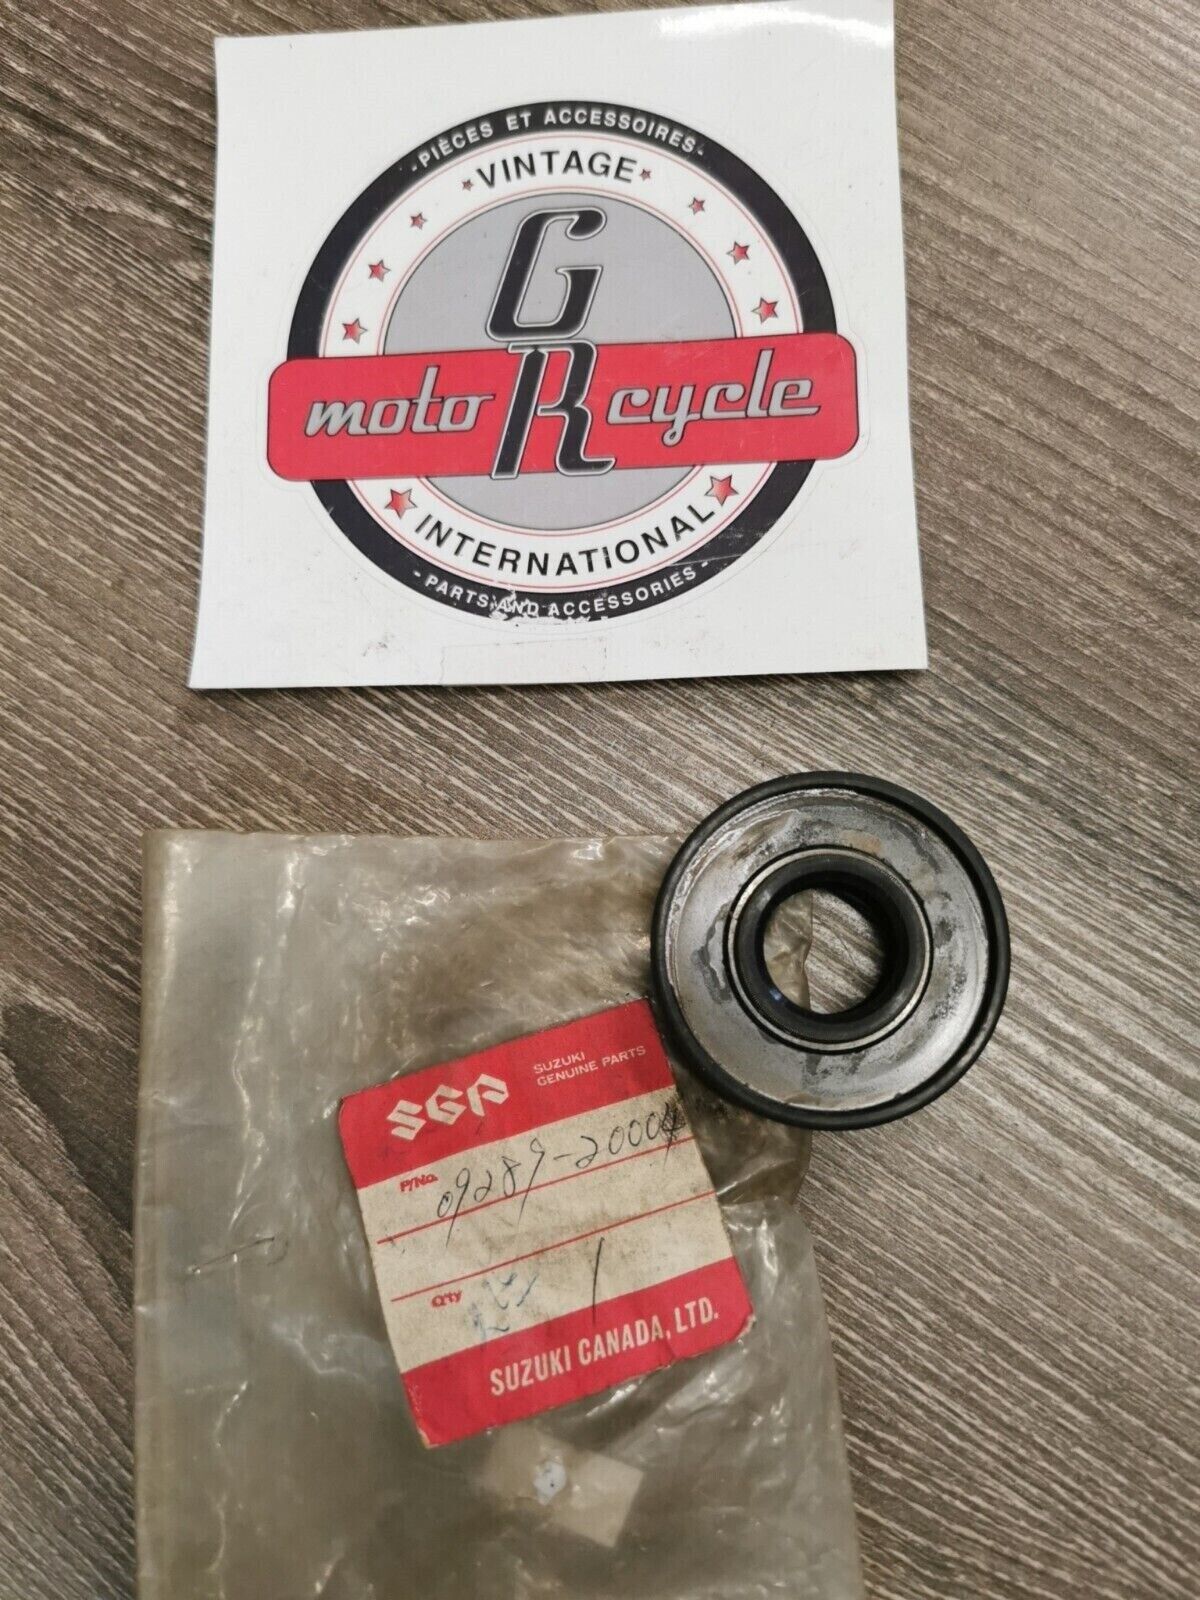 -PIÈCES ET ACCESSOIRES-
VINTAGE
G
moto R cycle
INTERNATIONAL
- PARTS AND ACCESSORIES -
SGP
SUZUKI
GENUINE PARTS
P/No. 09289-20004
Q'ty 1
SUZUKI CANADA, LTD.